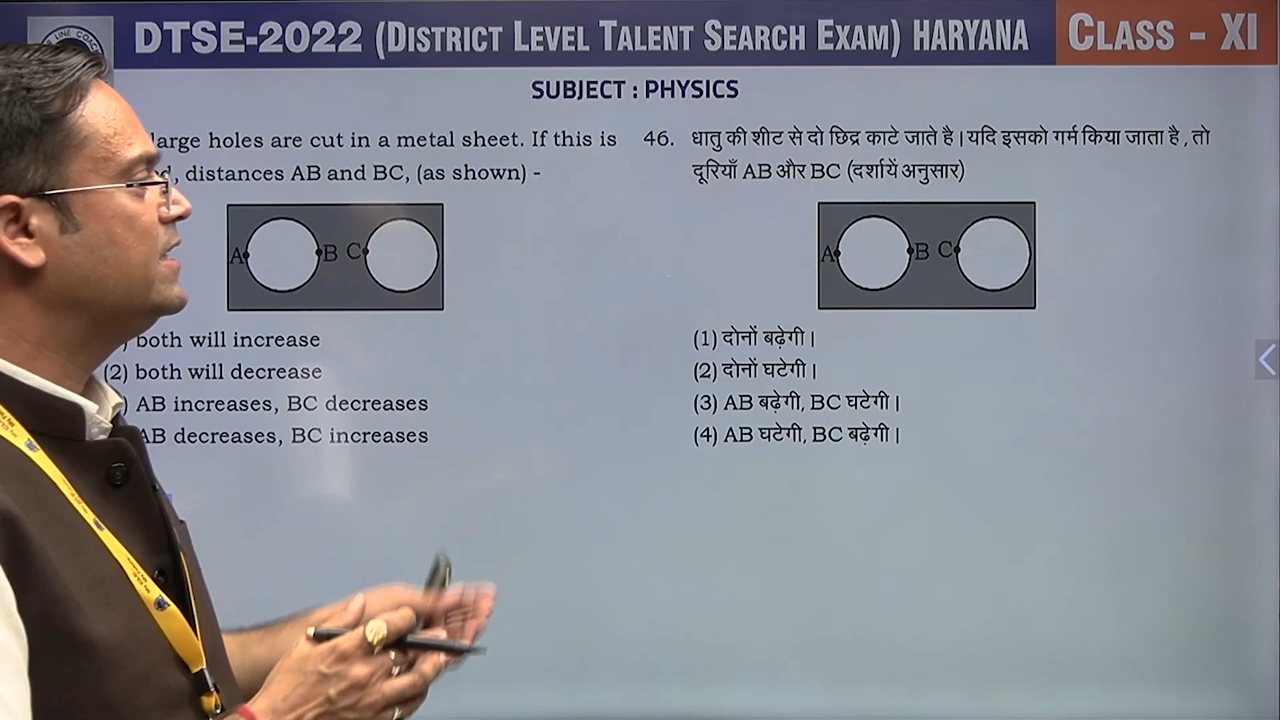 DTSE-2022 (DISTRICT LEVEL TALENT SEARCH EXAM) HARYANA
CLASS - XI
LINE COAC
SUBJECT : PHYSICS
large holes are cut in a metal sheet. If this is
d, distances AB and BC, (as shown) -
A B C
) both will increase
(2) both will decrease
) AB increases, BC decreases
AB decreases, BC increases
46. धातु की शीट से दो छिद्र काटे जाते है। यदि इसको गर्म किया जाता है, तो
दूरियाँ AB और BC (दर्शायें अनुसार)
A B C
(1) दोनों बढ़ेगी।
(2) दोनों घटेगी।
(3) AB बढ़ेगी, BC घटेगी।
(4) AB घटेगी, BC बढ़ेगी।